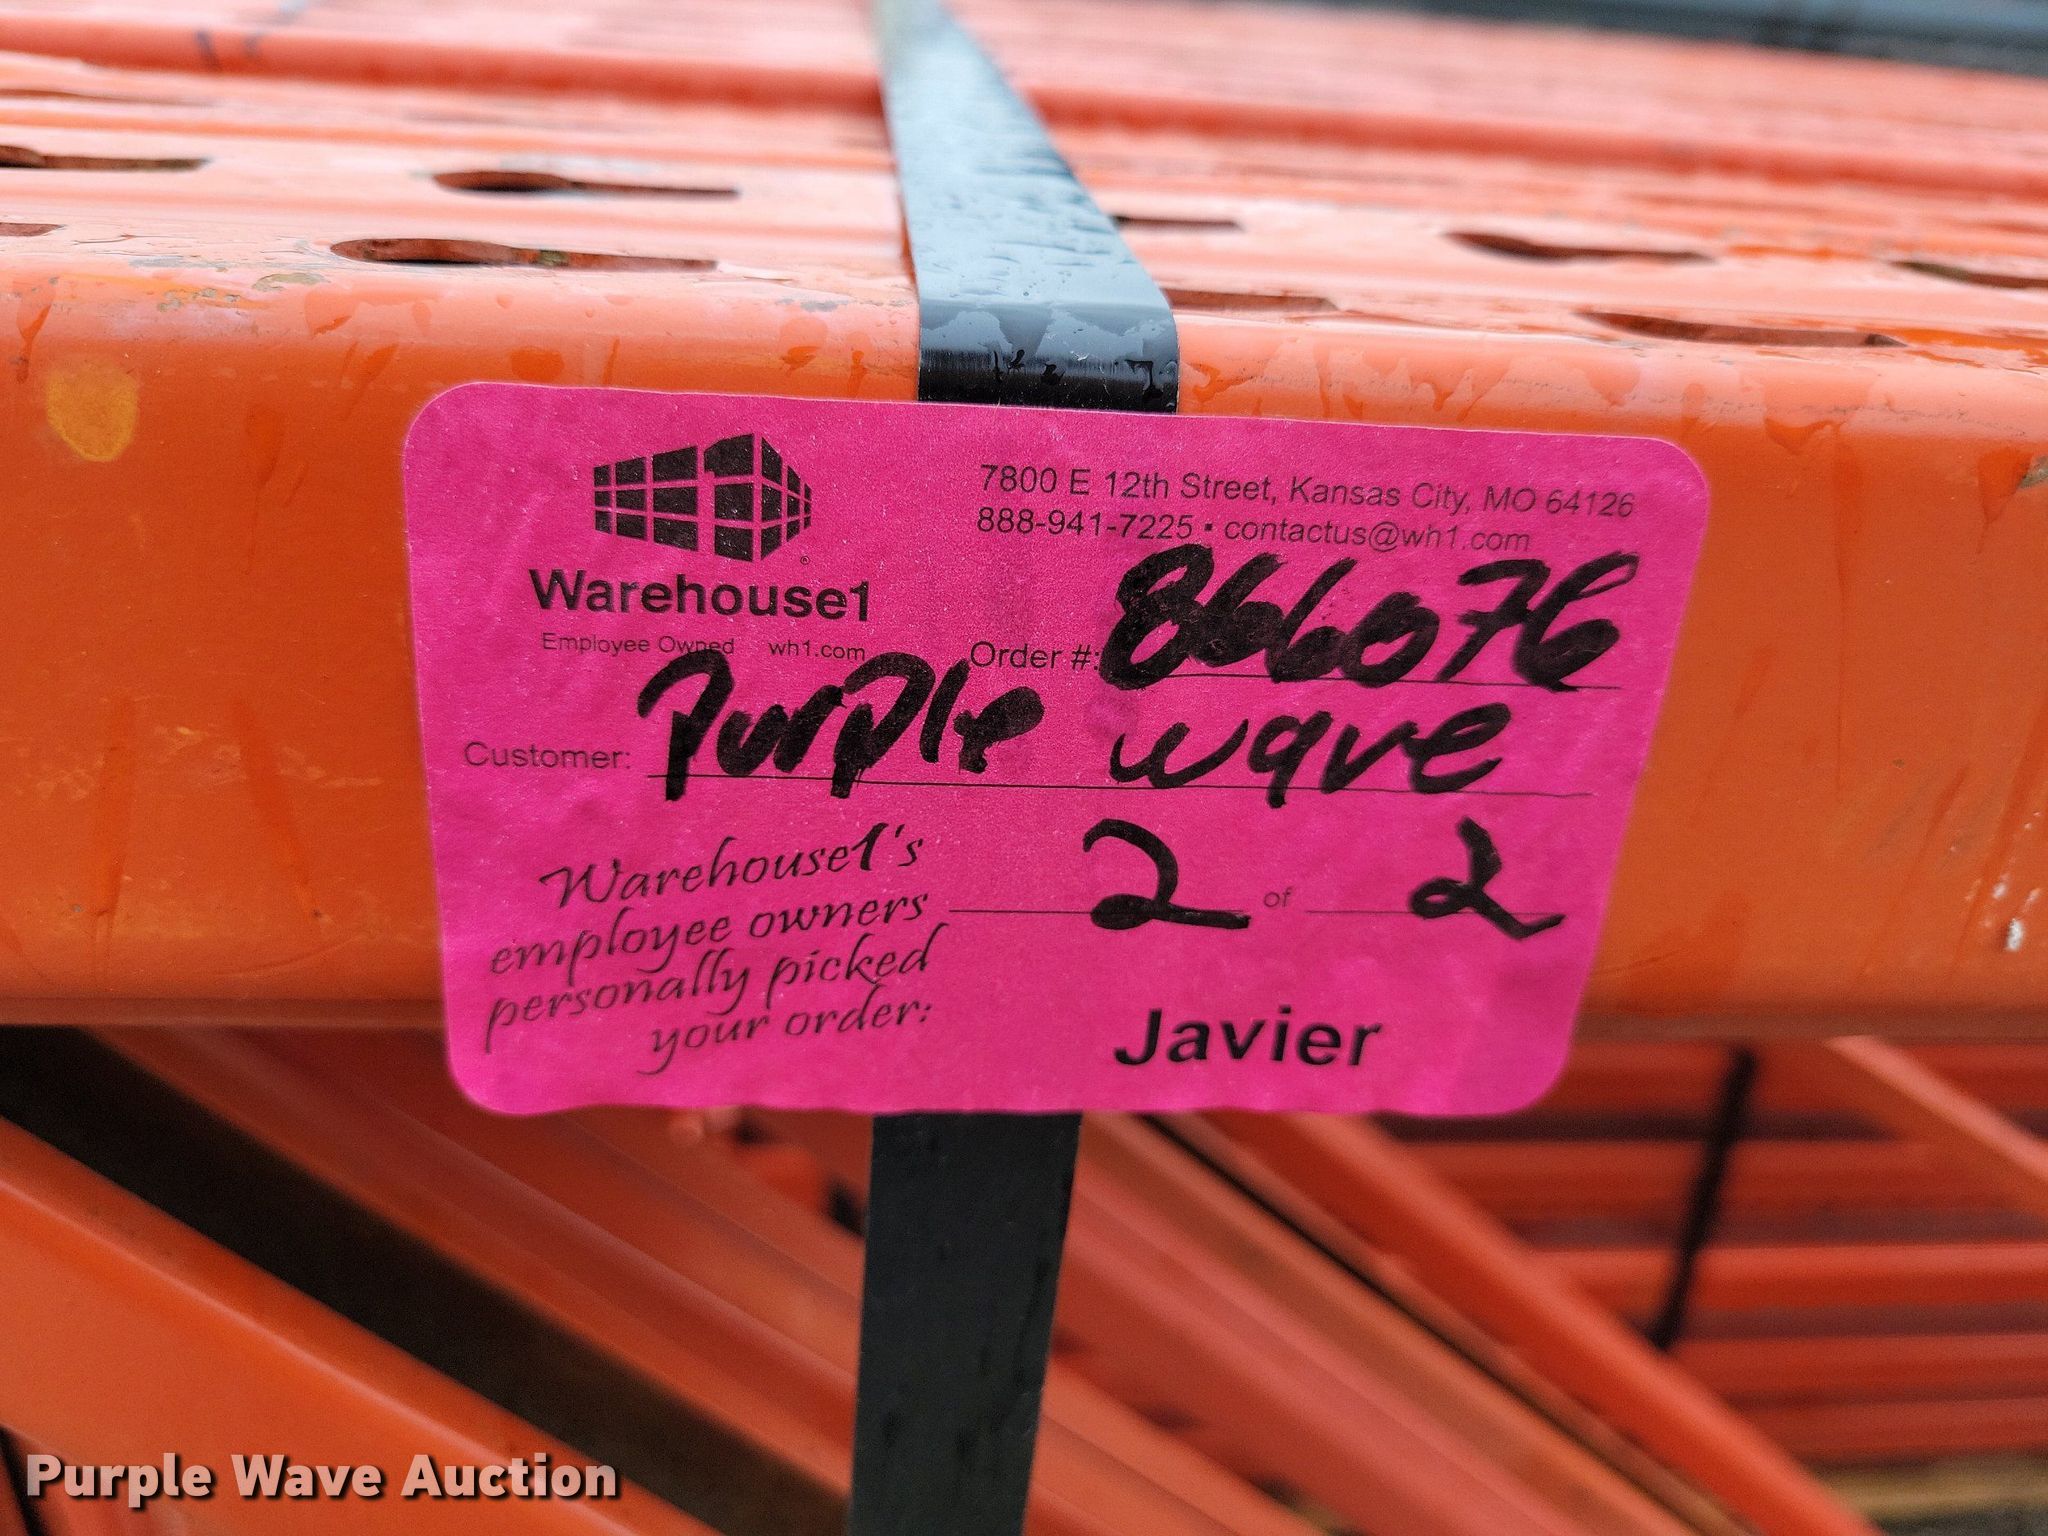 7800 E 12th Street, Kansas City, MO 64126
888-941-7225 ▪ contactus@wh1.com
Warehouse1®
Employee Owned wh1.com
Order #: 866076
Customer: Purple wave
2 of 2
Warehouse1's
employee owners
personally picked
your order:
Javier
Purple Wave Auction